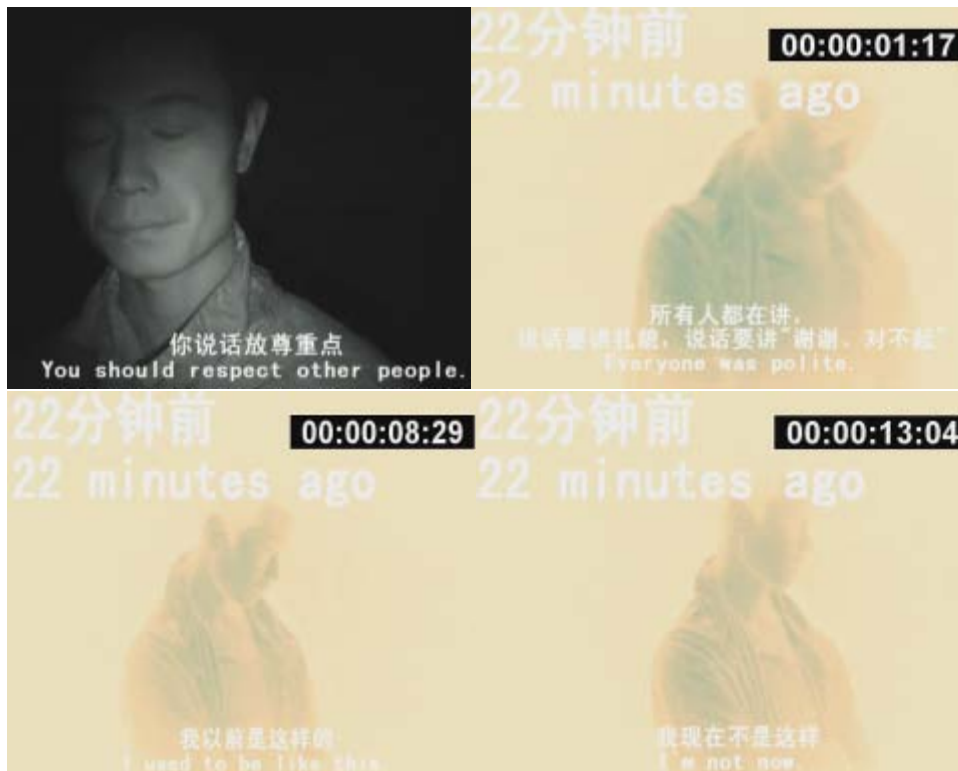 你说话放尊重点
You should respect other people.
22分钟前
00:00:01:17
22 minutes ago
所有人都在讲,
说话要讲礼貌, 说话要讲"谢谢、对不起"
Everyone was polite.
22分钟前
00:00:08:29
22 minutes ago
我以前是这样的
I used to be like this.
22分钟前
00:00:13:04
22 minutes ago
我现在不是这样
I'm not now.